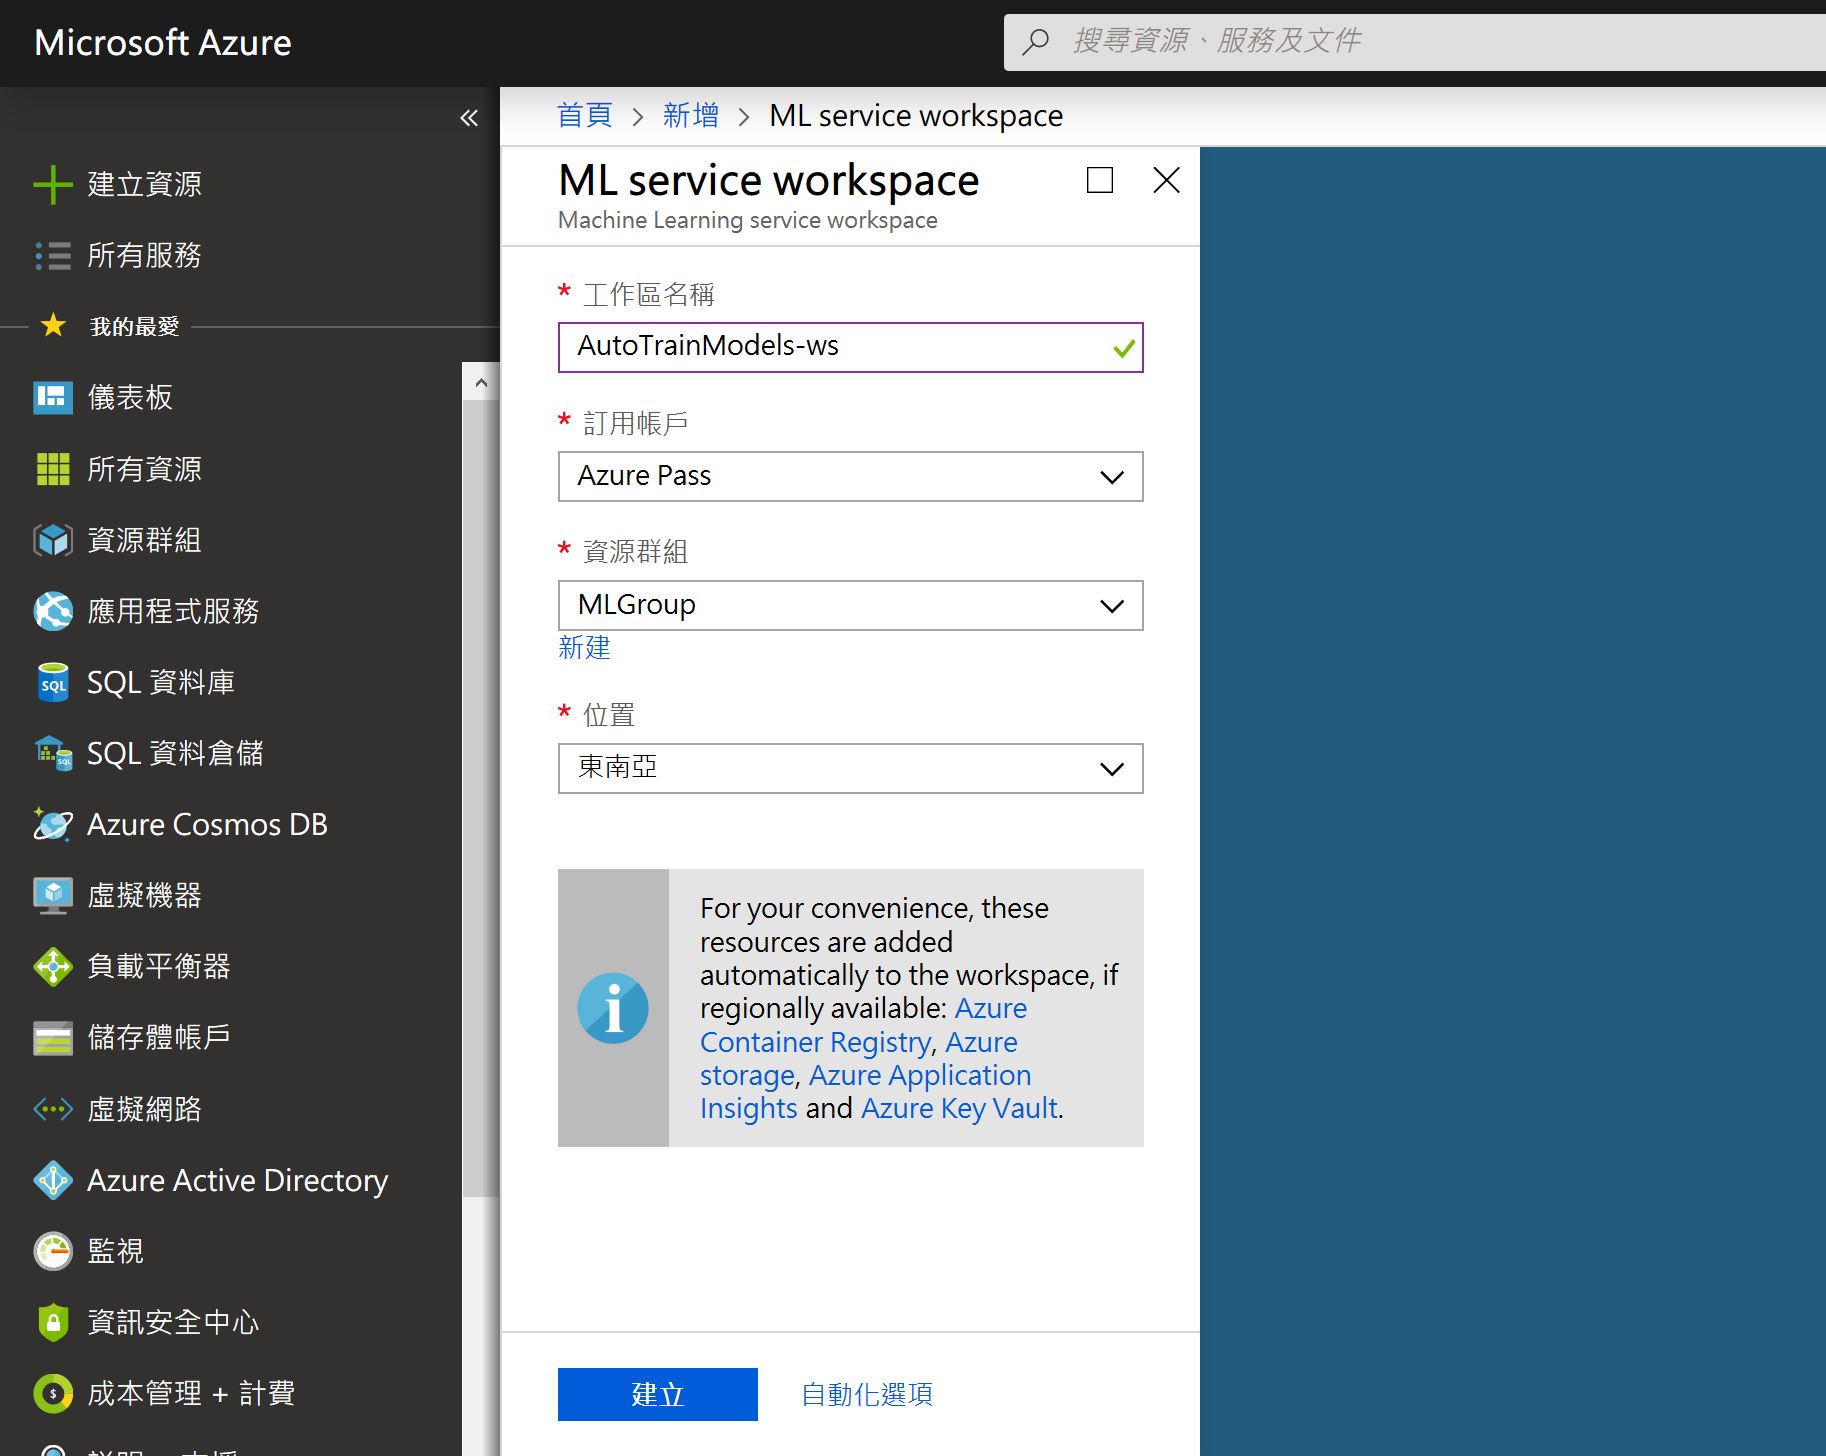 Microsoft Azure
搜尋資源、服務及文件
首頁 > 新增 > ML service workspace
建立資源
所有服務
我的最愛
儀表板
所有資源
資源群組
應用程式服務
SQL 資料庫
SQL 資料倉儲
Azure Cosmos DB
虛擬機器
負載平衡器
儲存體帳戶
虛擬網路
Azure Active Directory
監視
資訊安全中心
成本管理 + 計費
ML service workspace
Machine Learning service workspace
* 工作區名稱
AutoTrainModels-ws
* 訂用帳戶
Azure Pass
* 資源群組
MLGroup
新建
* 位置
東南亞
For your convenience, these
resources are added
automatically to the workspace, if
regionally available: Azure
Container Registry, Azure
storage, Azure Application
Insights and Azure Key Vault.
建立
自動化選項